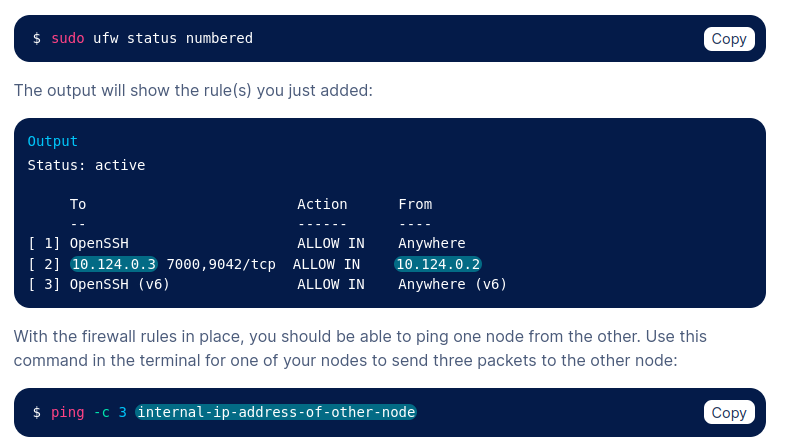 $ sudo ufw status numbered
Copy
The output will show the rule(s) you just added:
Output
Status: active
To Action From
-- ------ ----
[ 1] OpenSSH ALLOW IN Anywhere
[ 2] 10.124.0.3 7000,9042/tcp ALLOW IN 10.124.0.2
[ 3] OpenSSH (v6) ALLOW IN Anywhere (v6)
With the firewall rules in place, you should be able to ping one node from the other. Use this
command in the terminal for one of your nodes to send three packets to the other node:
$ ping -c 3 internal-ip-address-of-other-node
Copy